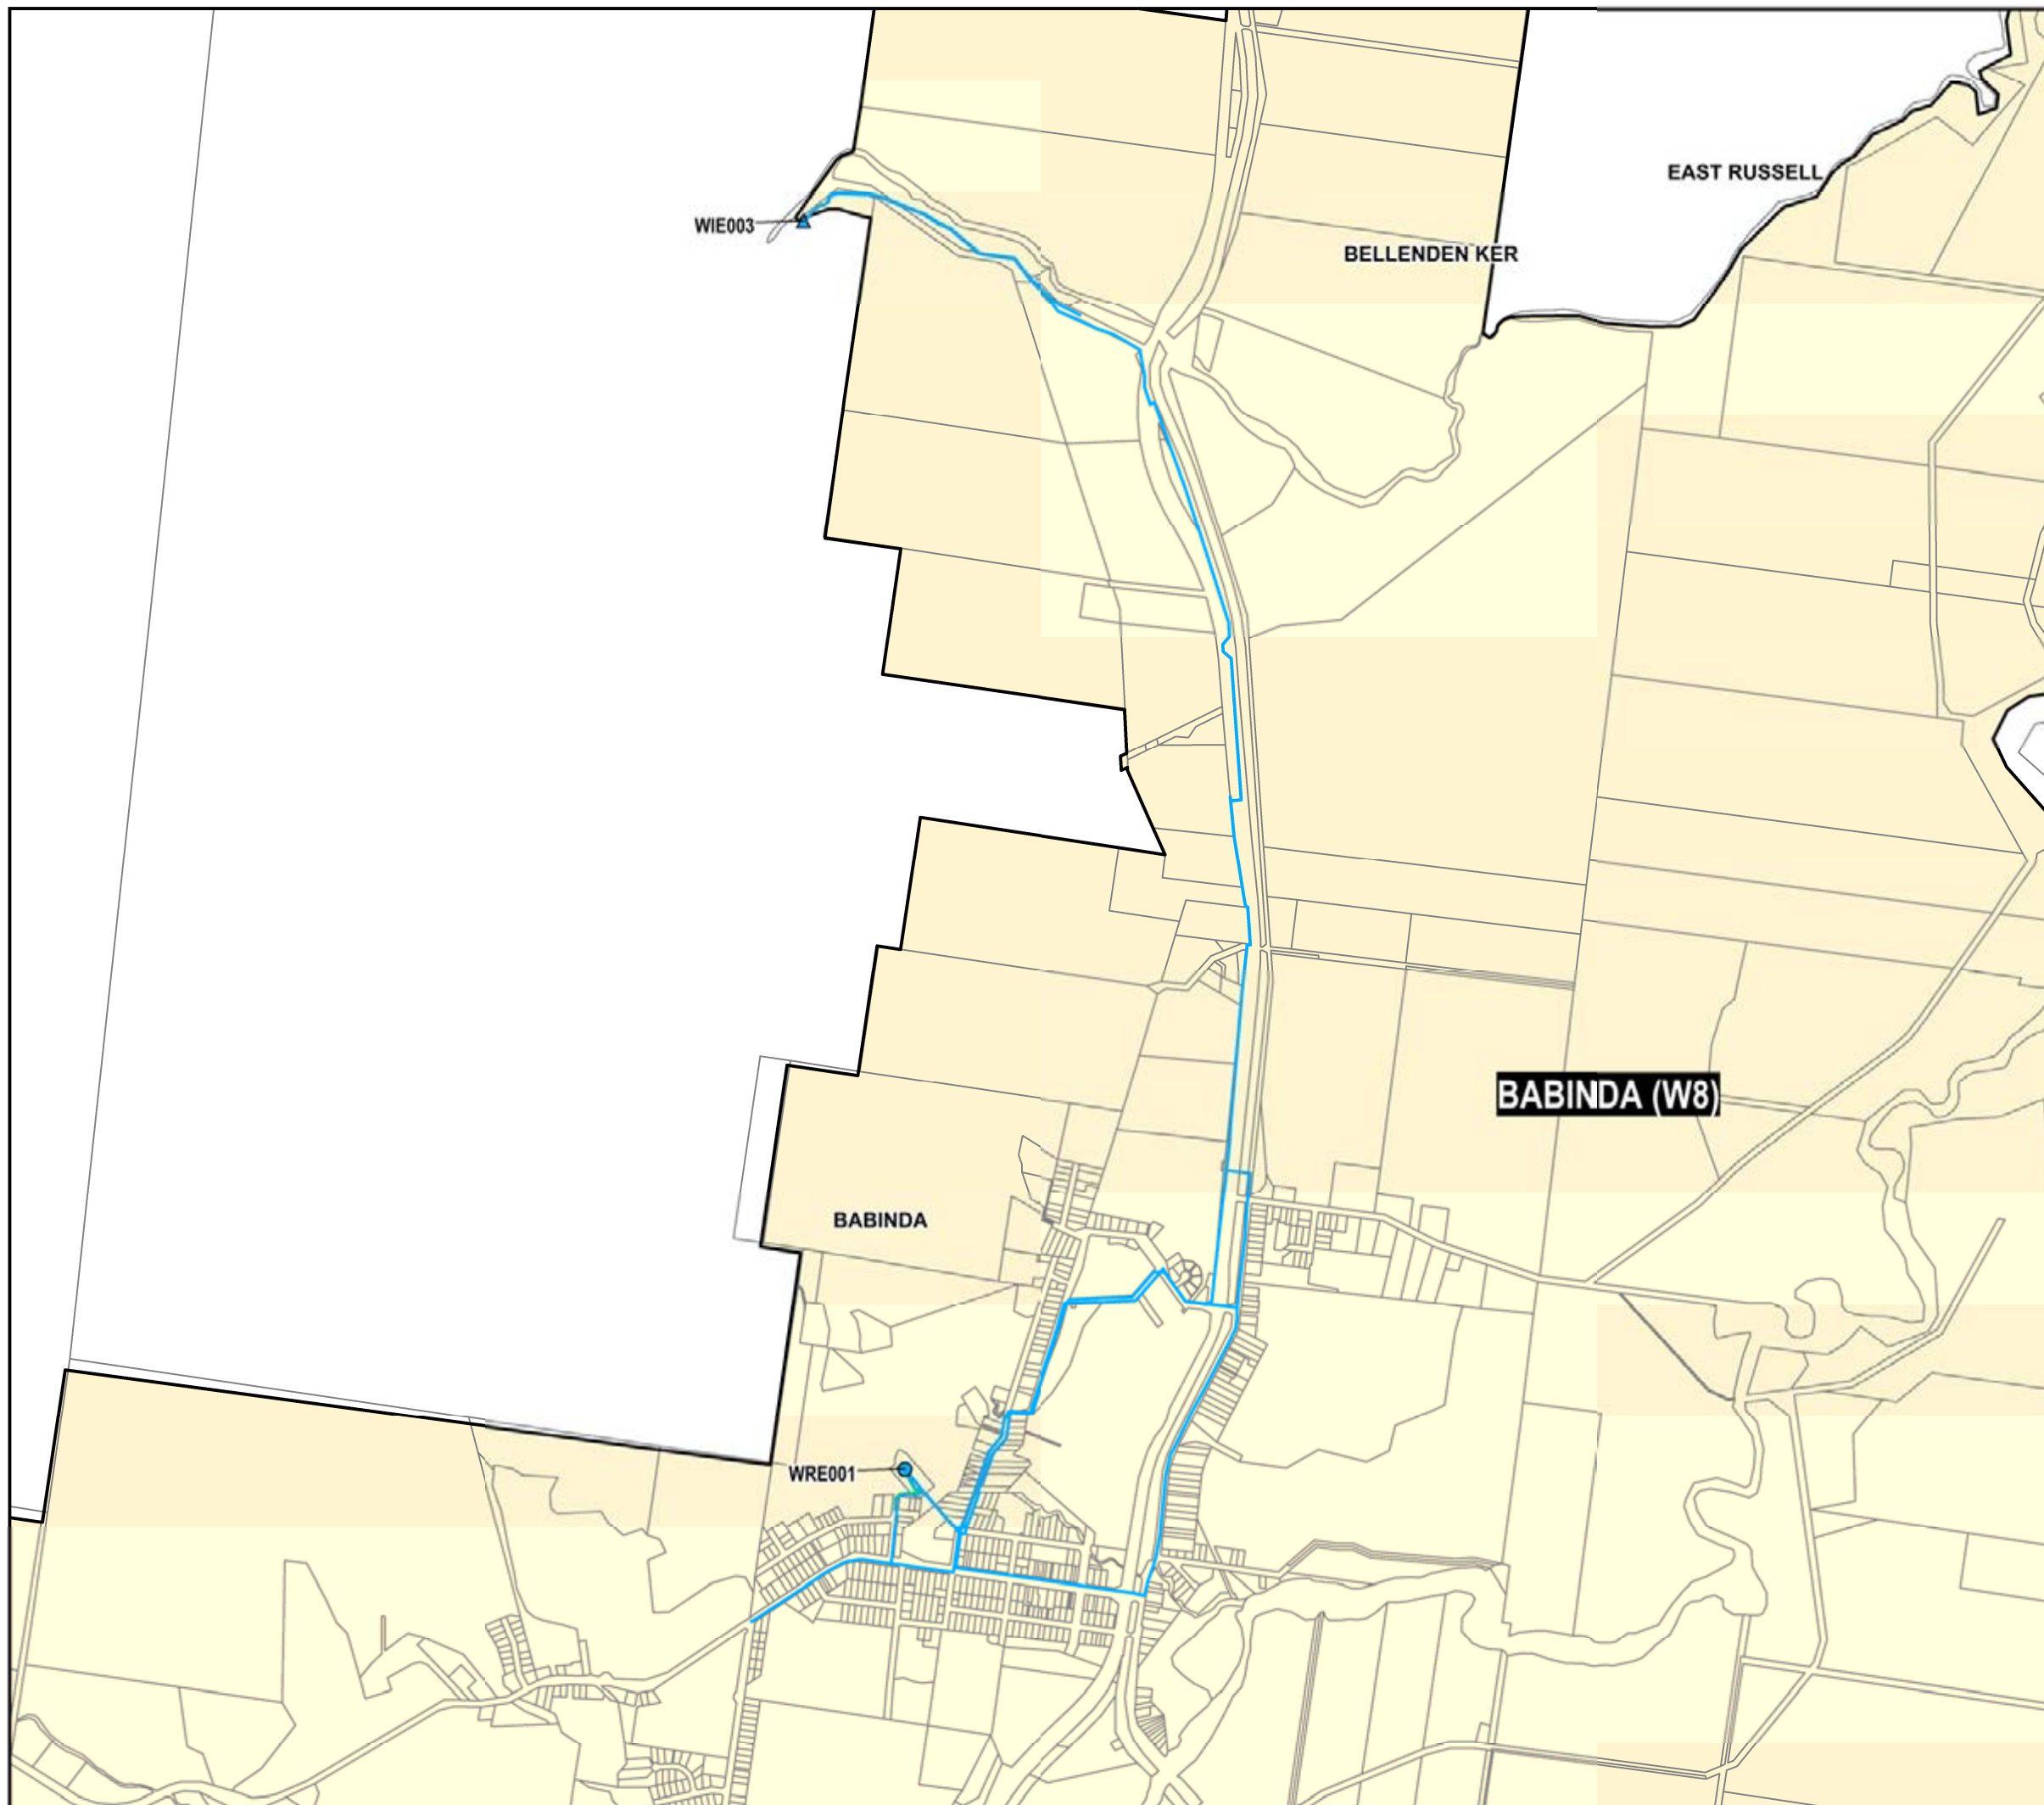 EAST RUSSELL
WIE003
BELLENDEN KER
BABINDA (W8)
BABINDA
WRE001